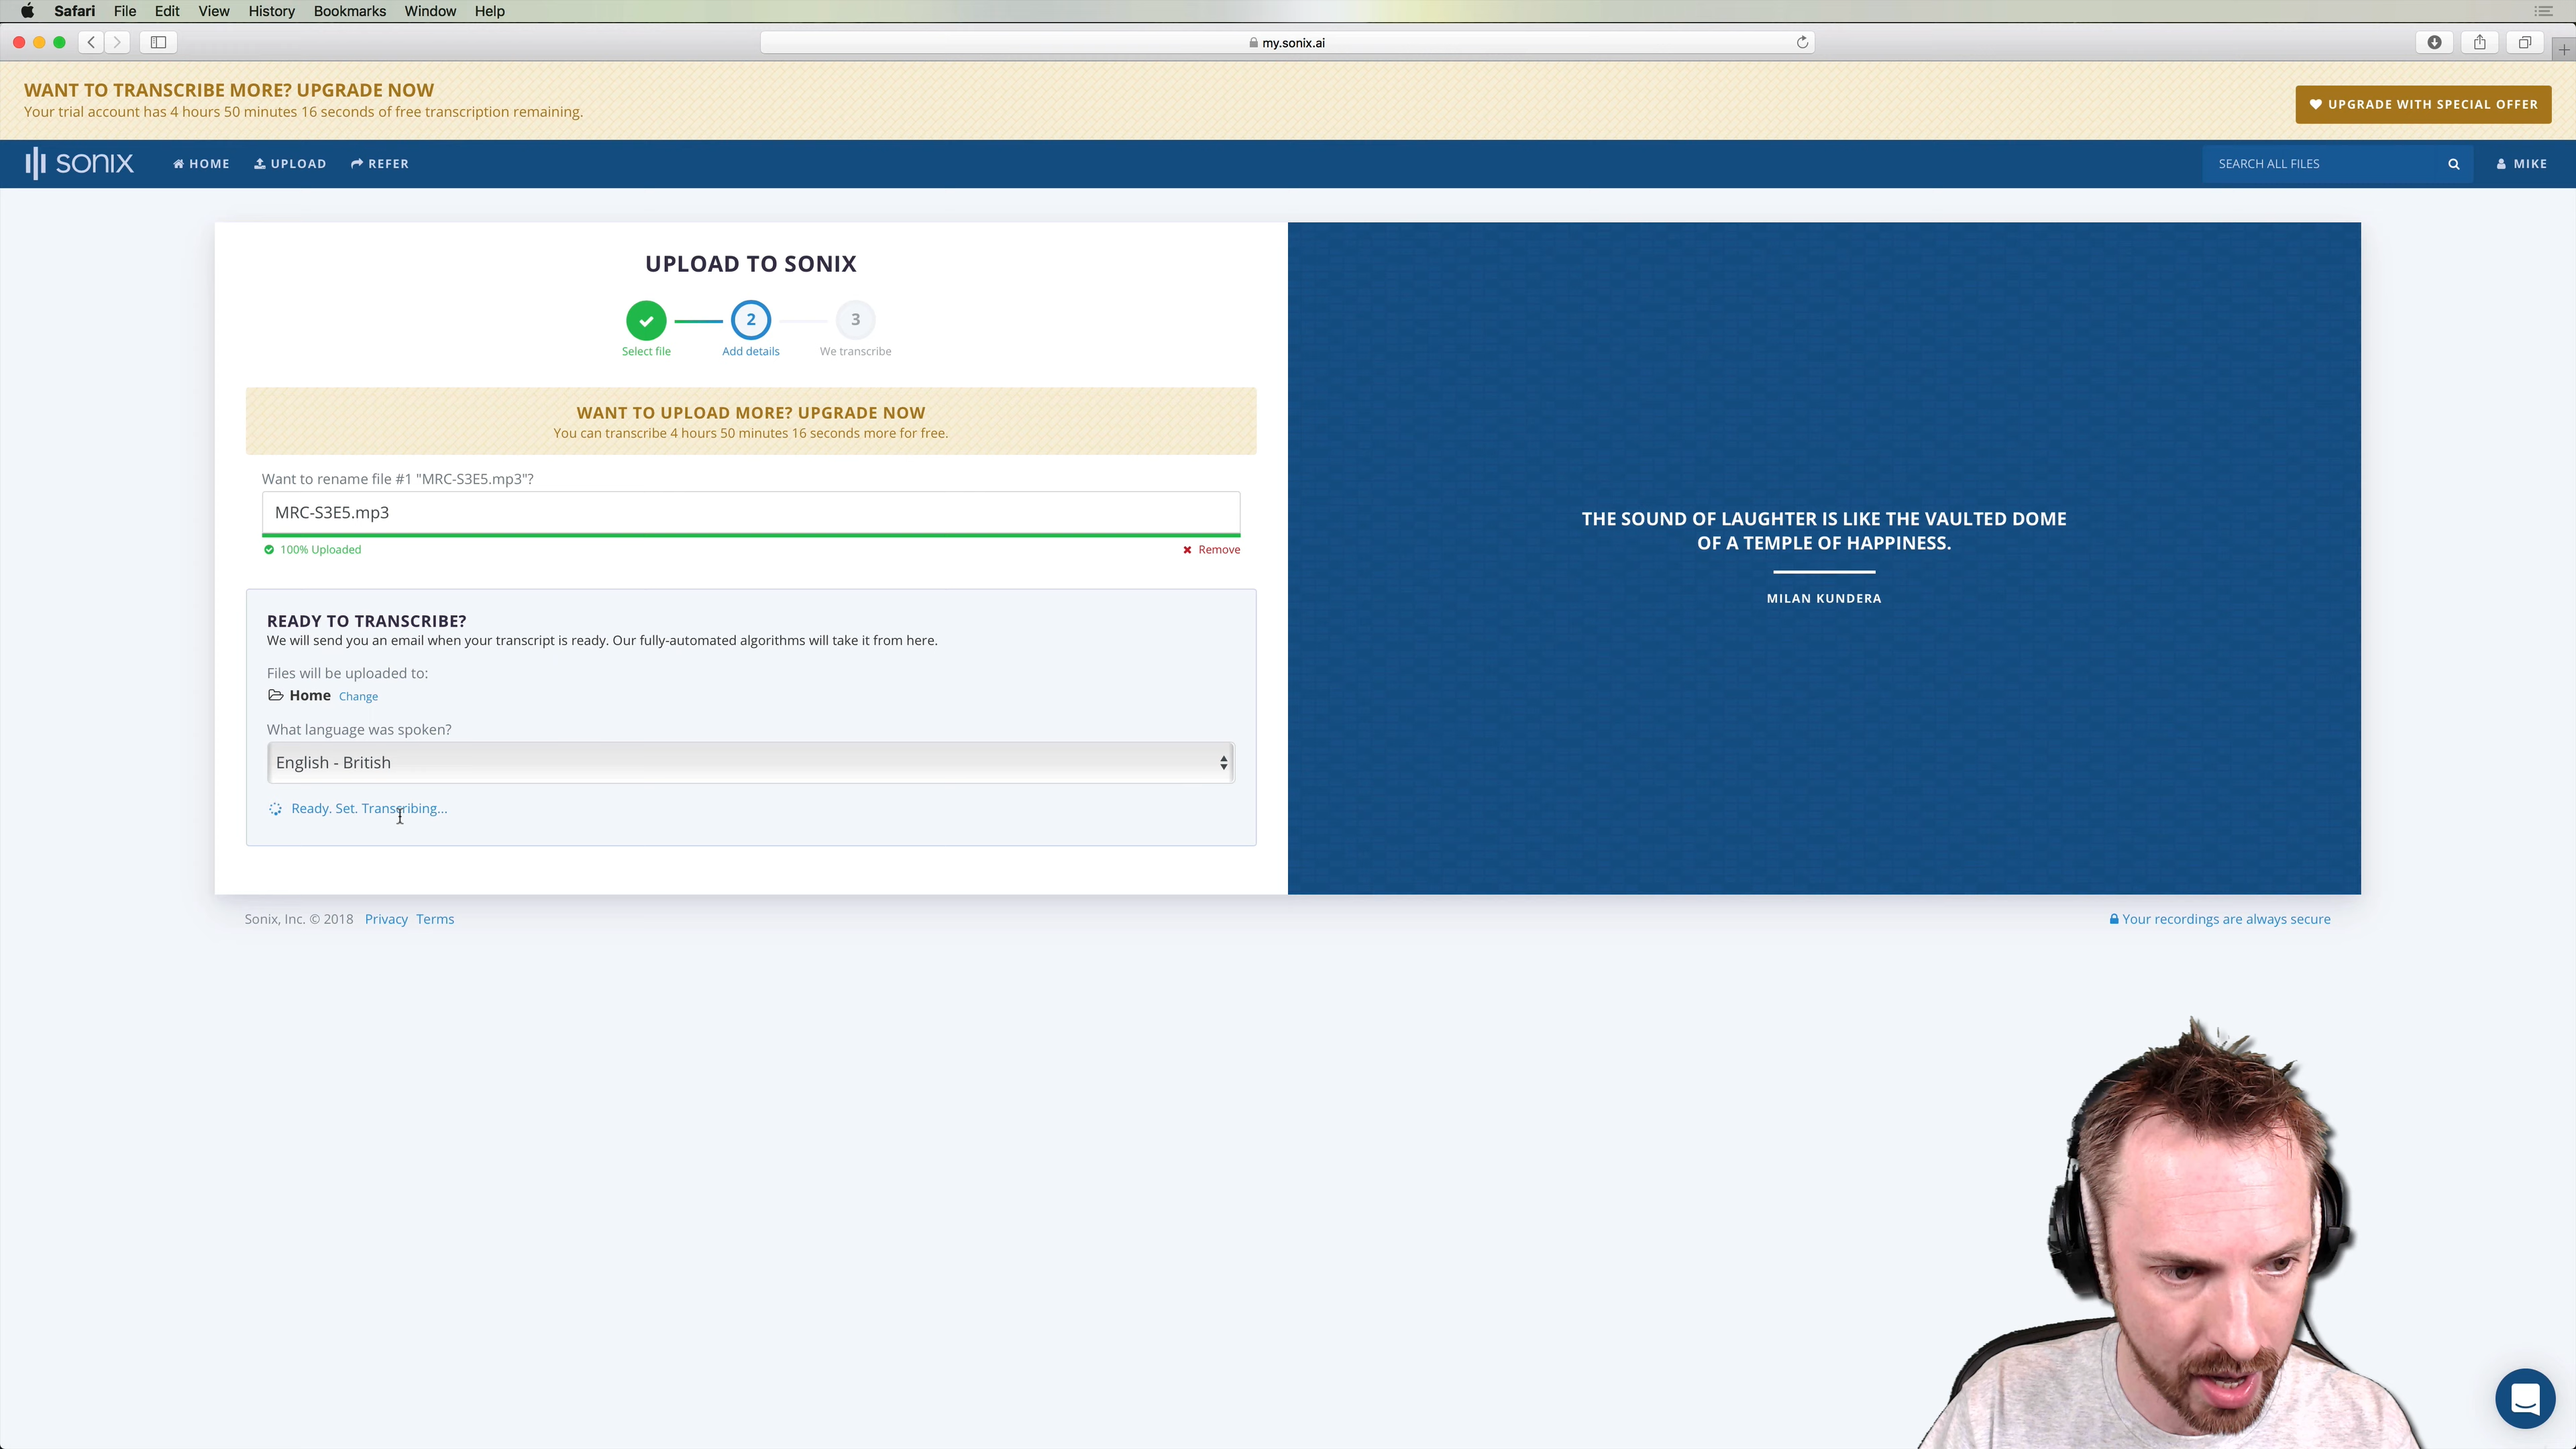 Safari File Edit View History Bookmarks Window Help
my.sonix.ai
WANT TO TRANSCRIBE MORE? UPGRADE NOW
Your trial account has 4 hours 50 minutes 16 seconds of free transcription remaining.
UPGRADE WITH SPECIAL OFFER
sonix HOME UPLOAD REFER SEARCH ALL FILES MIKE
UPLOAD TO SONIX
2 3
Select file Add details We transcribe
WANT TO UPLOAD MORE? UPGRADE NOW
You can transcribe 4 hours 50 minutes 16 seconds more for free.
Want to rename file #1 "MRC-S3E5.mp3"?
MRC-S3E5.mp3
100% Uploaded Remove
READY TO TRANSCRIBE?
We will send you an email when your transcript is ready. Our fully-automated algorithms will take it from here.
Files will be uploaded to:
Home Change
What language was spoken?
English - British
Ready. Set. Transcribing...
THE SOUND OF LAUGHTER IS LIKE THE VAULTED DOME
OF A TEMPLE OF HAPPINESS.
MILAN KUNDERA
Sonix, Inc. © 2018 Privacy Terms
Your recordings are always secure